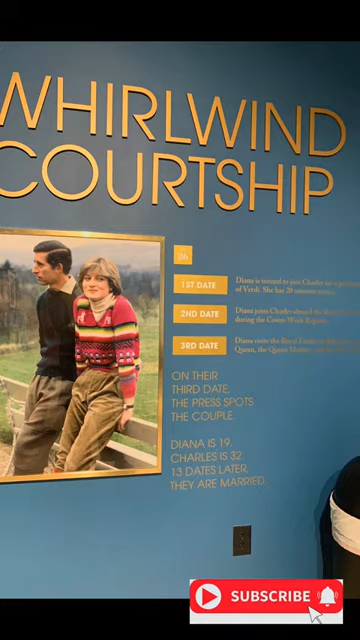 WHIRLWIND
COURTSHIP
1ST DATE
Diana is invited to join Charles for a
of Verdi. She has 20 minutes
2ND DATE
Diana joins Charles aboard the Royal
during the Cowes Week Regatta.
3RD DATE
Diana visits the Royal Family
Queen, the Queen Mother
ON THEIR
THIRD DATE,
THE PRESS SPOTS
THE COUPLE.
DIANA IS 19.
CHARLES IS 32.
13 DATES LATER,
THEY ARE MARRIED.
SUBSCRIBE